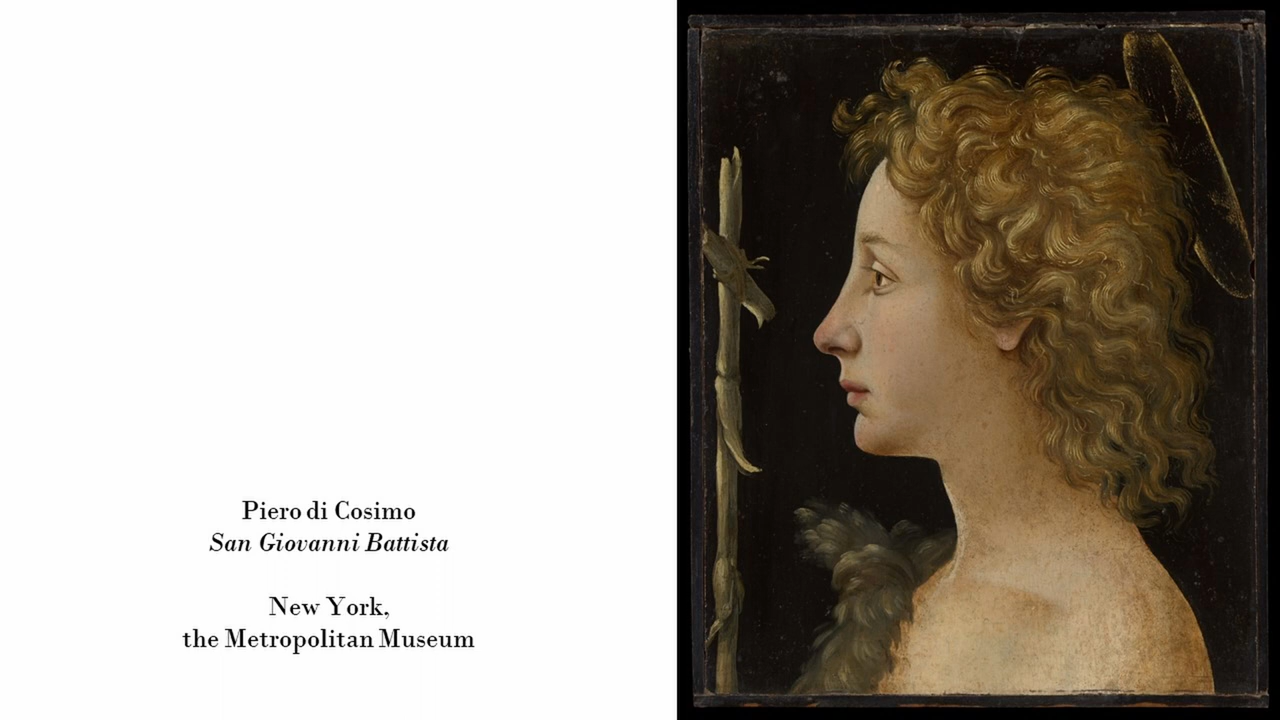 Piero di Cosimo
San Giovanni Battista
New York,
the Metropolitan Museum